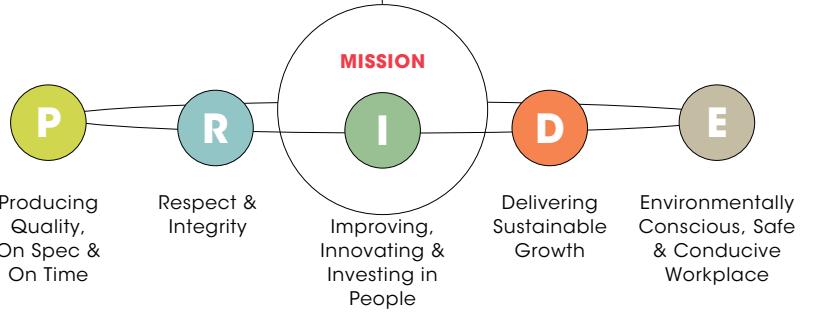 MISSION
P
R
I
D
E
Producing
Quality,
On Spec &
On Time
Respect &
Integrity
Improving,
Innovating &
Investing in
People
Delivering
Sustainable
Growth
Environmentally
Conscious, Safe
& Conducive
Workplace